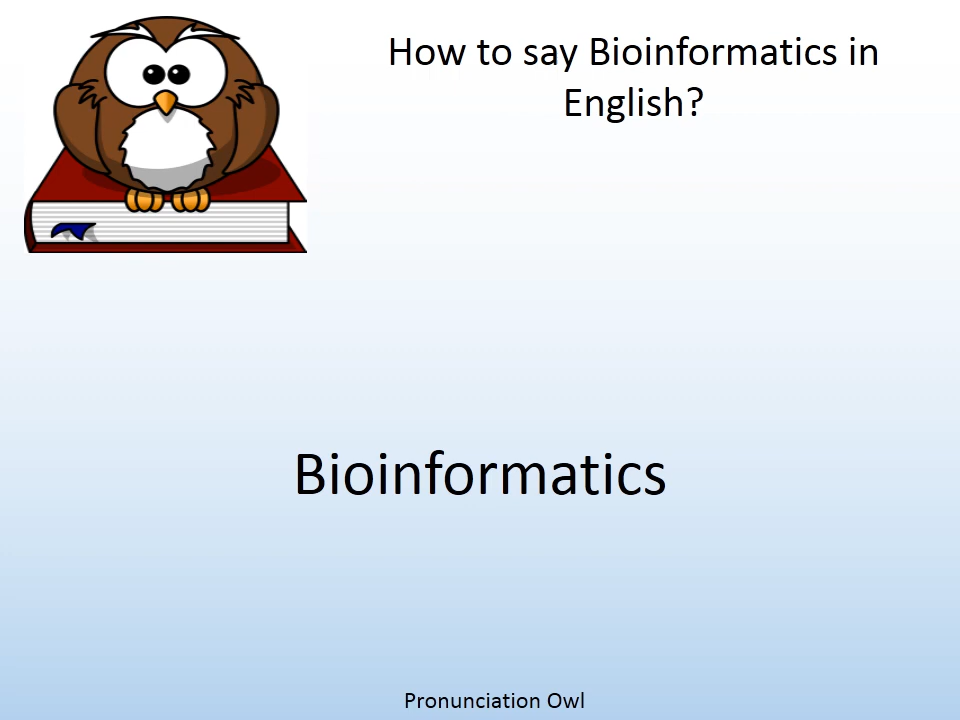 How to say Bioinformatics in
English?
Bioinformatics
Pronunciation Owl